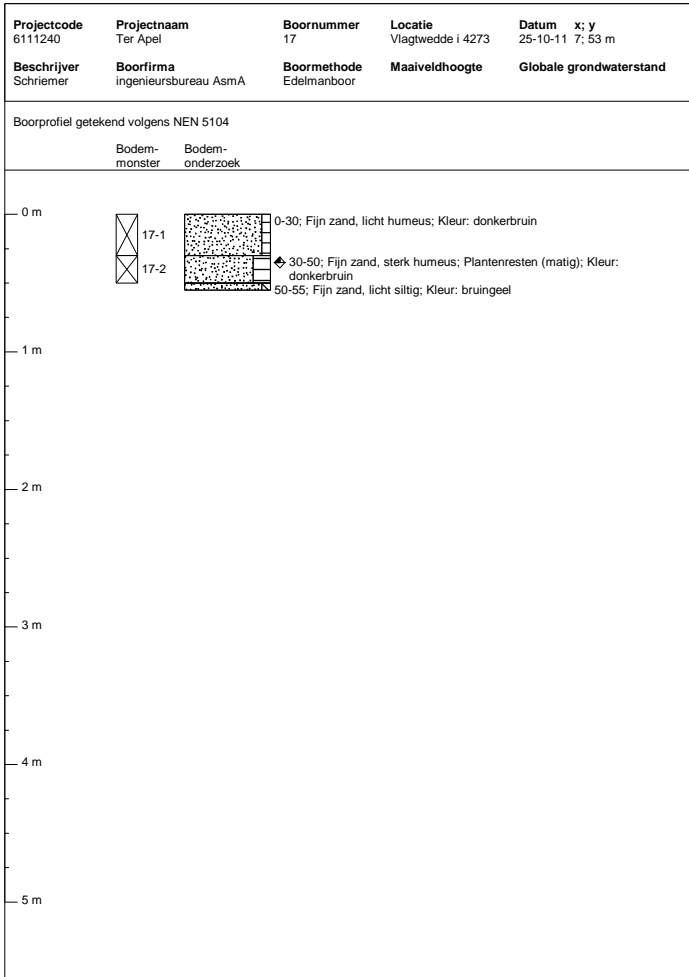 Projectcode Projectnaam Boornummer Locatie Datum x; y
6111240 Ter Apel 17 Vlagtwedde i 4273 25-10-11 7; 53 m
Beschrijver Boorfirma Boormethode Maaiveldhoogte Globale grondwaterstand
Schriemer ingenieursbureau AsmA Edelmanboor
Boorprofiel getekend volgens NEN 5104
Bodem- Bodem-
monster onderzoek
0 m
0-30; Fijn zand, licht humeus; Kleur: donkerbruin
17-1
30-50; Fijn zand, sterk humeus; Plantenresten (matig); Kleur:
17-2
donkerbruin
50-55; Fijn zand, licht siltig; Kleur: bruingeel
1 m
2 m
3 m
4 m
5 m